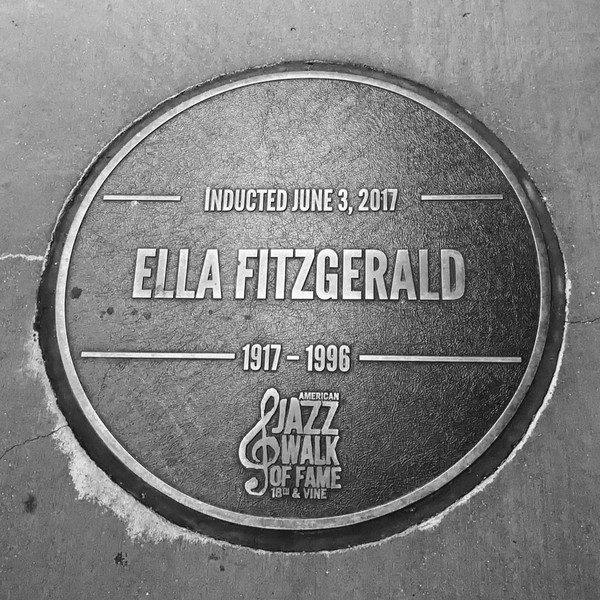 INDUCTED JUNE 3, 2017
ELLA FITZGERALD
1917 – 1996
AMERICAN
JAZZ
WALK
OF FAME
18TH & VINE